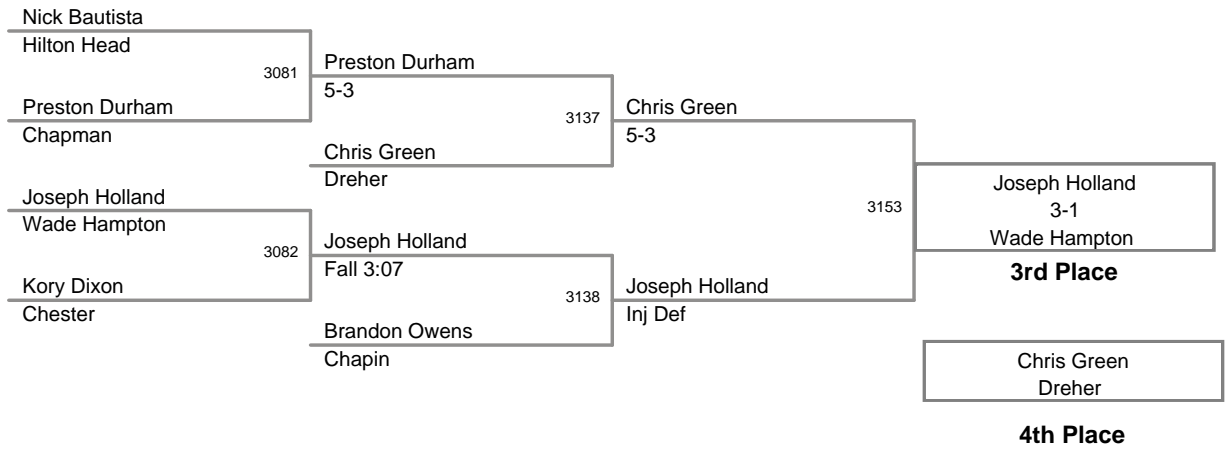 Nick Bautista
Hilton Head
3081
Preston Durham
Chapman
Preston Durham
5-3
3137
Chris Green
Dreher
Chris Green
5-3
Joseph Holland
Wade Hampton
3082
Kory Dixon
Chester
Joseph Holland
Fall 3:07
3138
Brandon Owens
Chapin
Joseph Holland
Inj Def
3153
Joseph Holland
3-1
Wade Hampton
3rd Place
Chris Green
Dreher
4th Place